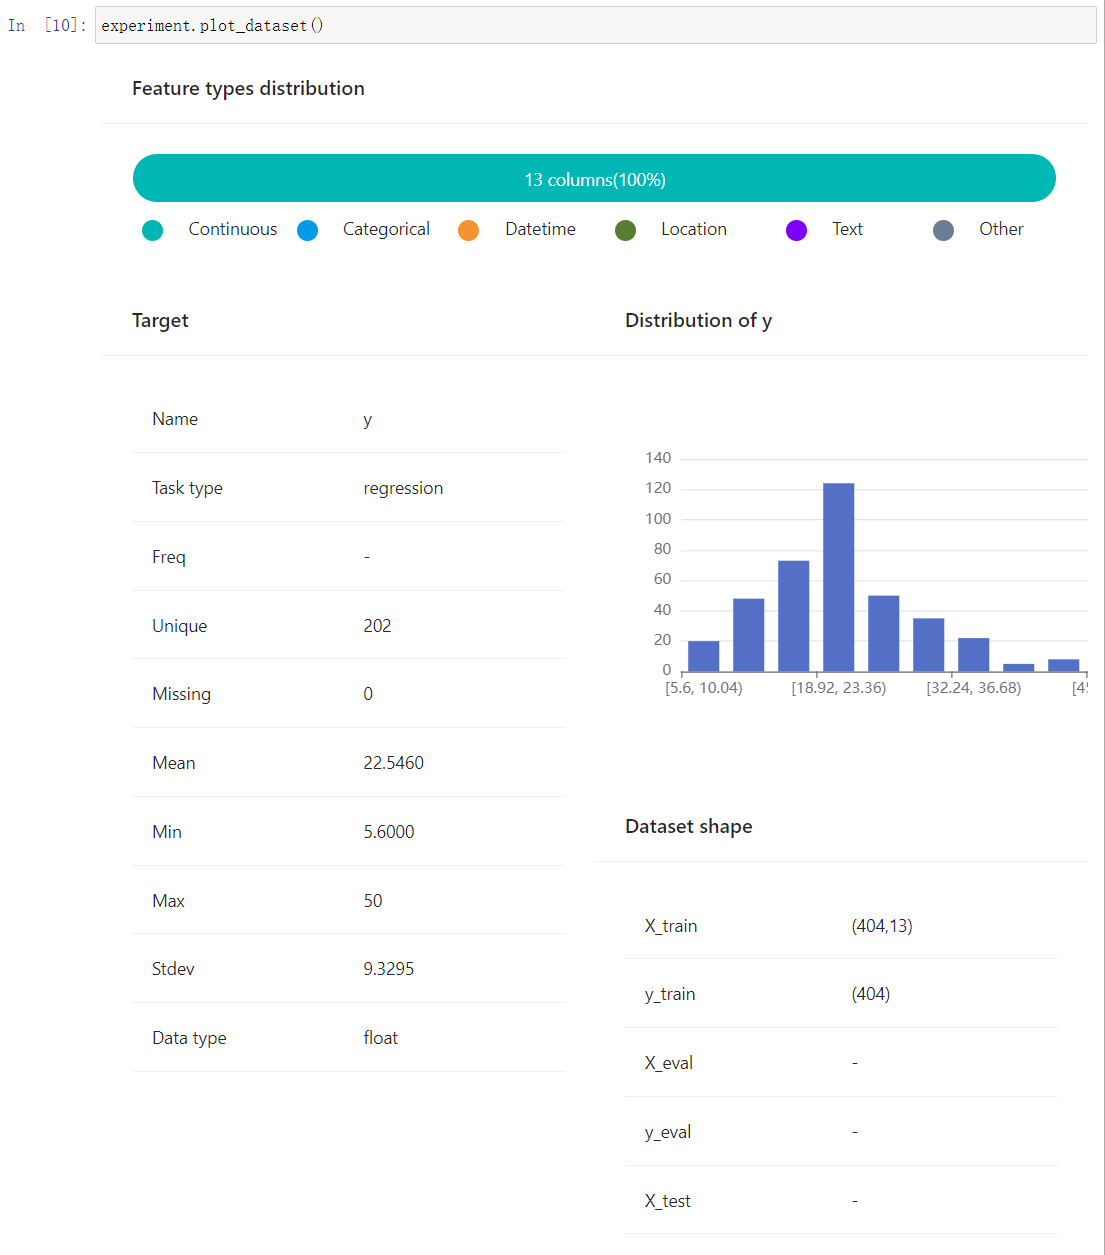 In [10]: experiment.plot_dataset()
Feature types distribution
13 columns(100%)
Continuous Categorical Datetime Location Text Other
Target
Name y
Task type regression
Freq -
Unique 202
Missing 0
Mean 22.5460
Min 5.6000
Max 50
Stdev 9.3295
Data type float
Distribution of y
140
120
100
80
60
40
20
0
[5.6, 10.04) [18.92, 23.36) [32.24, 36.68)
Dataset shape
X_train (404,13)
y_train (404)
X_eval -
y_eval -
X_test -